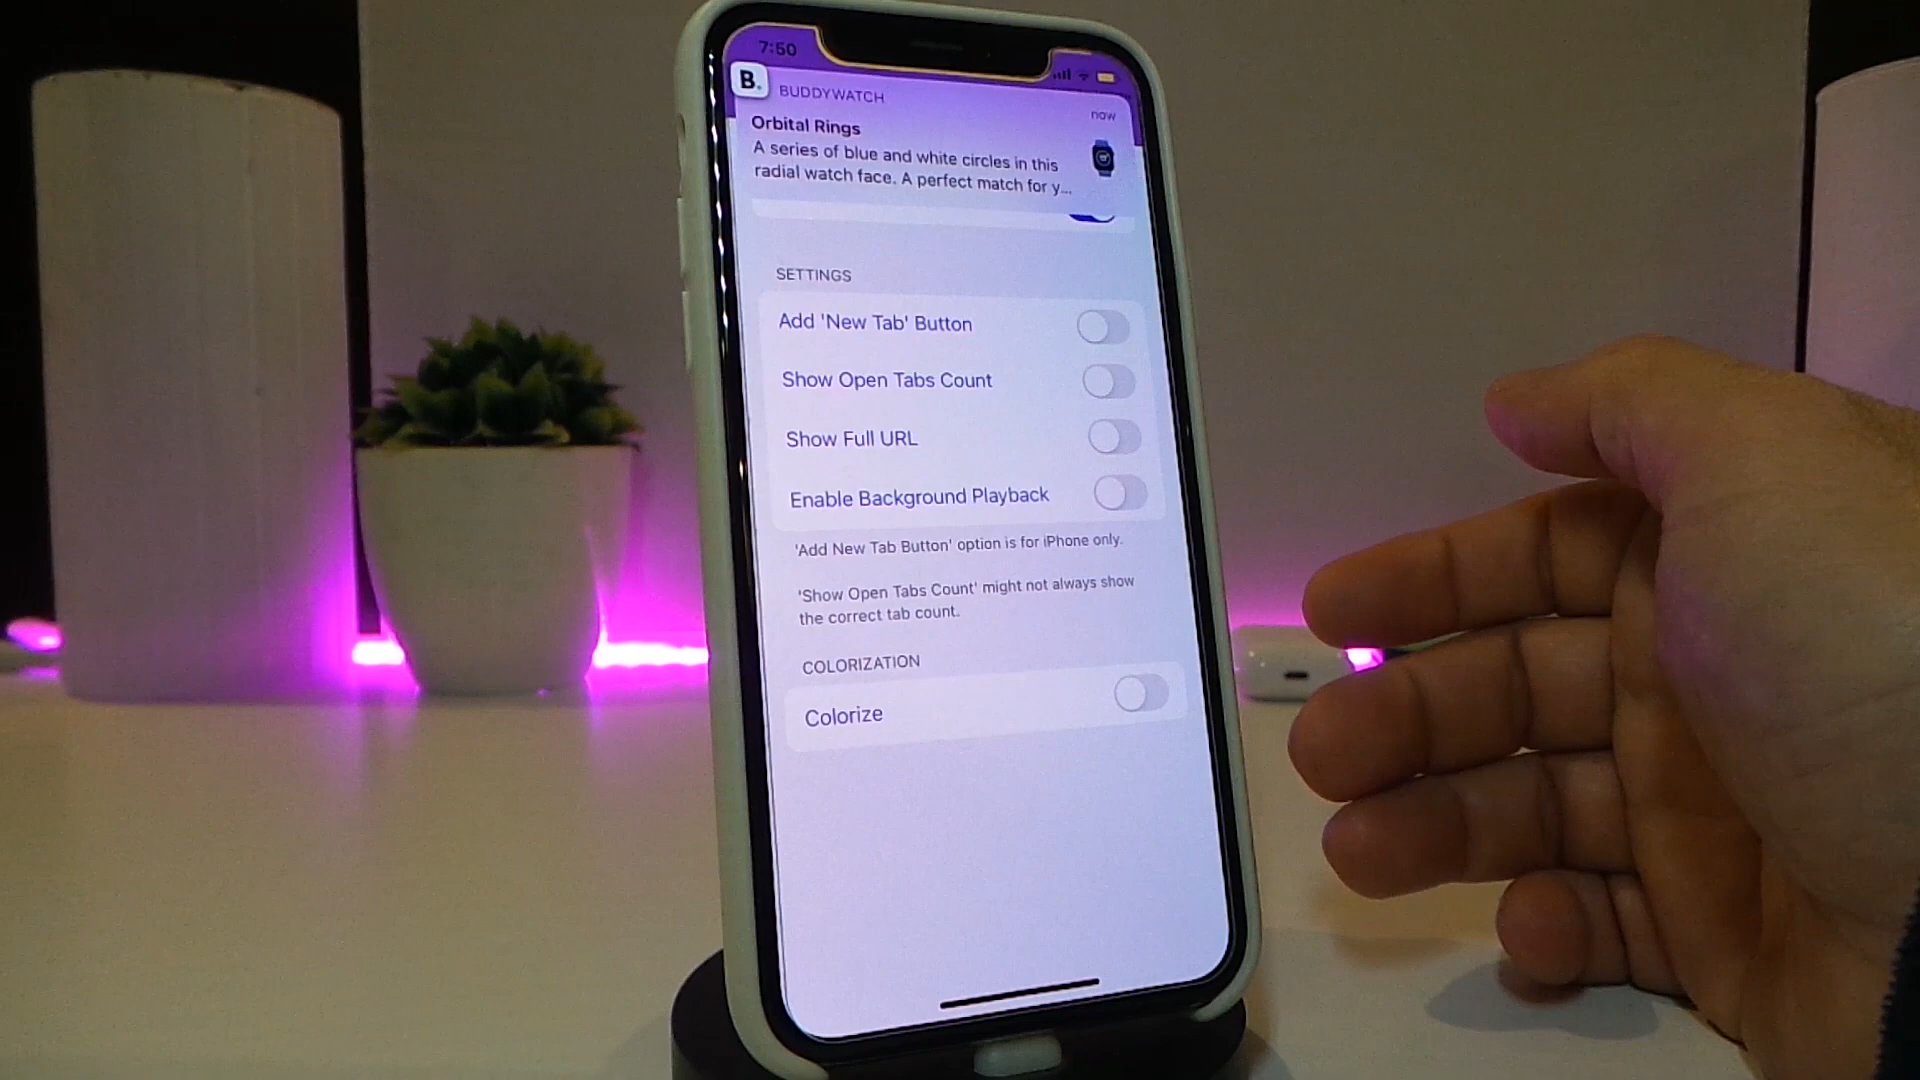 7:50
B.
BUDDYWATCH
now
Orbital Rings
A series of blue and white circles in this
radial watch face. A perfect match for y...
SETTINGS
Add 'New Tab' Button
Show Open Tabs Count
Show Full URL
Enable Background Playback
'Add New Tab Button' option is for iPhone only.
'Show Open Tabs Count' might not always show
the correct tab count.
COLORIZATION
Colorize